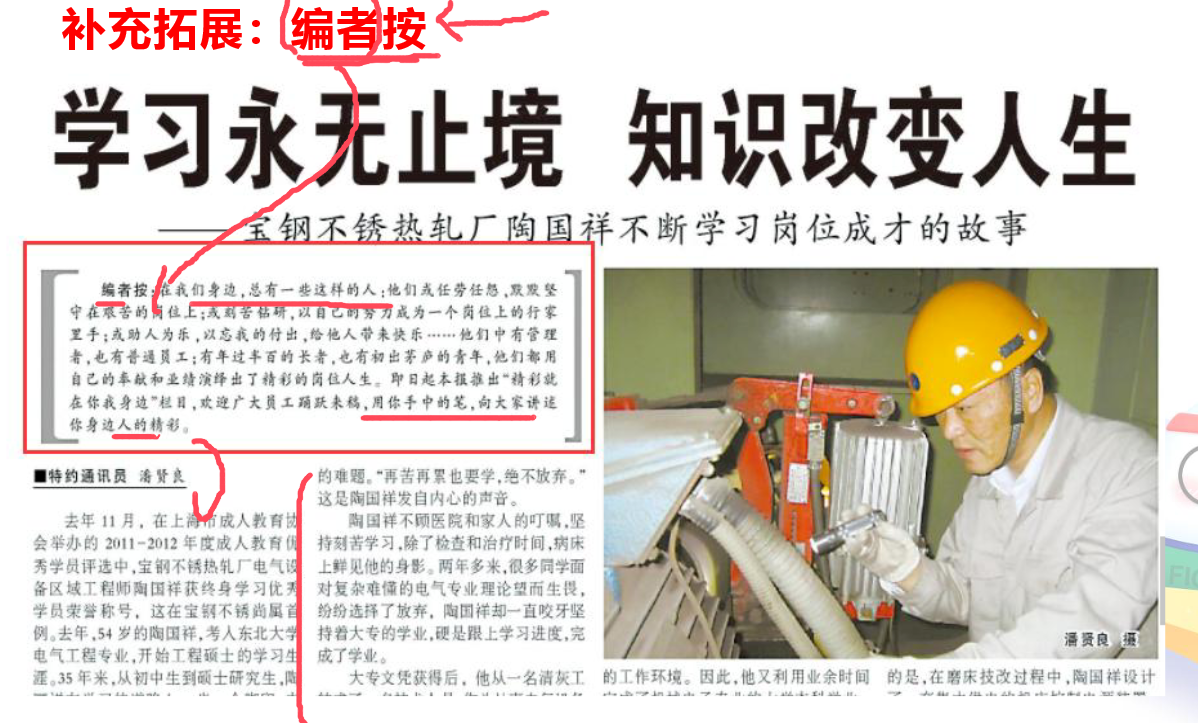 补充拓展：编者按
学习永无止境 知识改变人生
——宝钢不锈热轧厂陶国祥不断学习岗位成才的故事
编者按:在我们身边,总有一些这样的人;他们或任劳任怨,默默坚
守在艰苦的岗位上;或刻苦钻研,以自己的努力成为一个岗位上的行家
里手;或助人为乐,以忘我的付出,给他人带来快乐……他们中有管理
者,也有普通员工;有年过半百的长者,也有初出茅庐的青年,他们都用
自己的奉献和业绩演绎出了精彩的岗位人生。即日起本报推出“精彩就
在你我身边”栏目,欢迎广大员工踊跃来稿,用你手中的笔,向大家讲述
你身边人的精彩。
■特约通讯员 潘贤良
去年11月，在上海市成人教育协
会举办的2011-2012年度成人教育优
秀学员评选中,宝钢不锈热轧厂电气设
备区域工程师陶国祥获终身学习优秀
学员荣誉称号，这在宝钢不锈尚属首
例。去年,54岁的陶国祥,考入东北大学
电气工程专业,开始工程硕士的学习生
涯。35年来,从初中生到硕士研究生,陶
的难题。“再苦再累也要学,绝不放弃。”
这是陶国祥发自内心的声音。
陶国祥不顾医院和家人的叮嘱,坚
持刻苦学习,除了检查和治疗时间,病床
上鲜见他的身影。两年多来,很多同学面
对复杂难懂的电气专业理论望而生畏,
纷纷选择了放弃，陶国祥却一直咬牙坚
持着大专的学业,硬是跟上学习进度,完
成了学业。
大专文凭获得后，他从一名清灰工
潘贤良 摄
的工作环境。因此,他又利用业余时间
的是,在磨床技改过程中,陶国祥设计